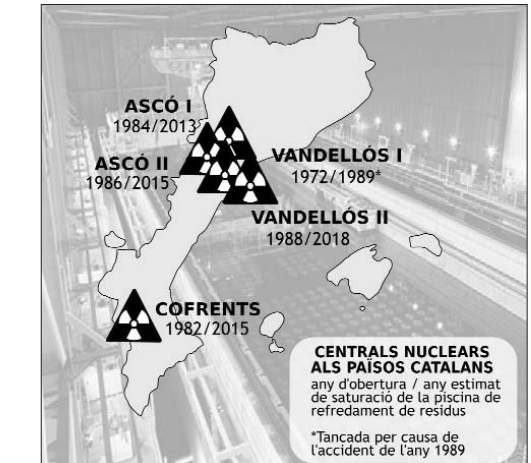 ASCÓ I
1984/2013
ASCÓ II
1986/2015
VANDELLÓS I
1972/1989*
VANDELLÓS II
1988/2018
COFRENTS
1982/2015
CENTRALS NUCLEARS
ALS PAÏSOS CATALANS
any d'obertura / any estimat
de saturació de la piscina de
refredament de residus
*Tancada per causa de
l'accident de l'any 1989